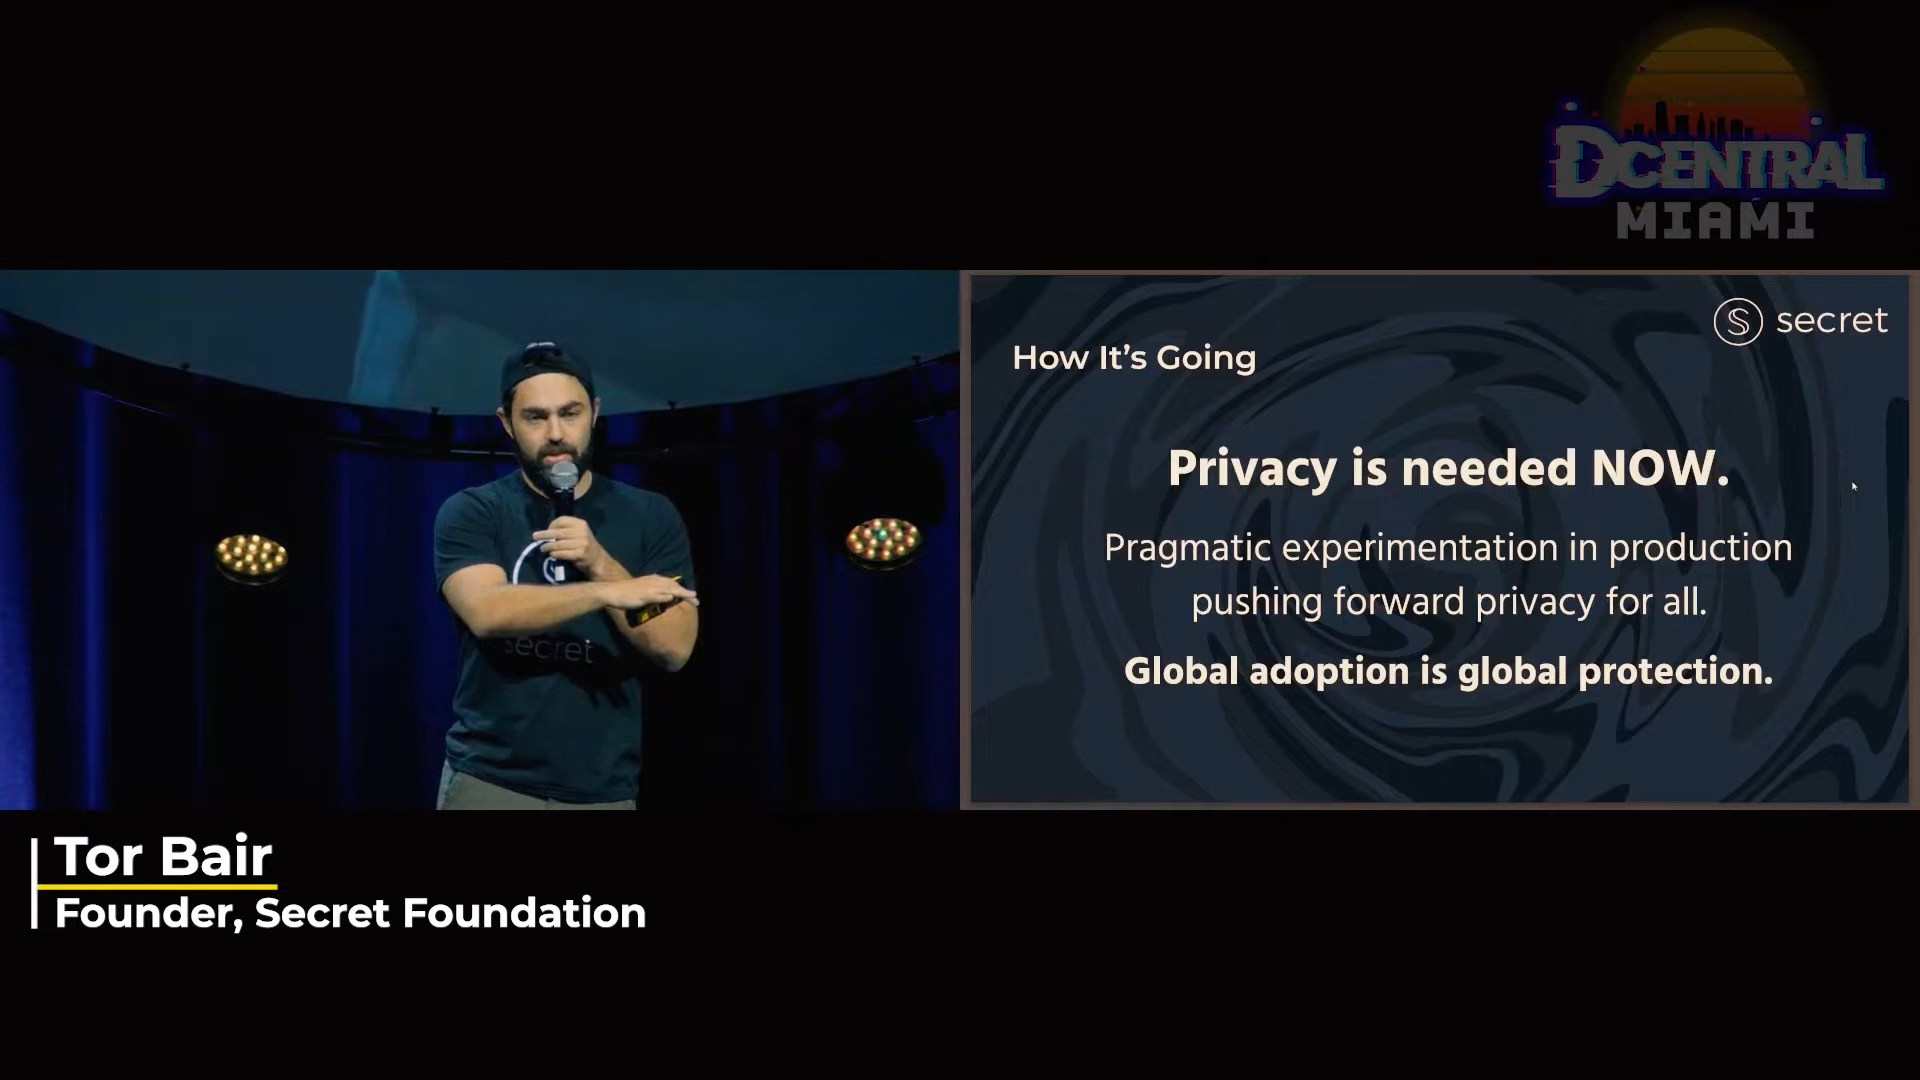 DCENTRAL
MIAMI
secret
How It's Going
Privacy is needed NOW.
Pragmatic experimentation in production
pushing forward privacy for all.
Global adoption is global protection.
secret
Tor Bair
Founder, Secret Foundation